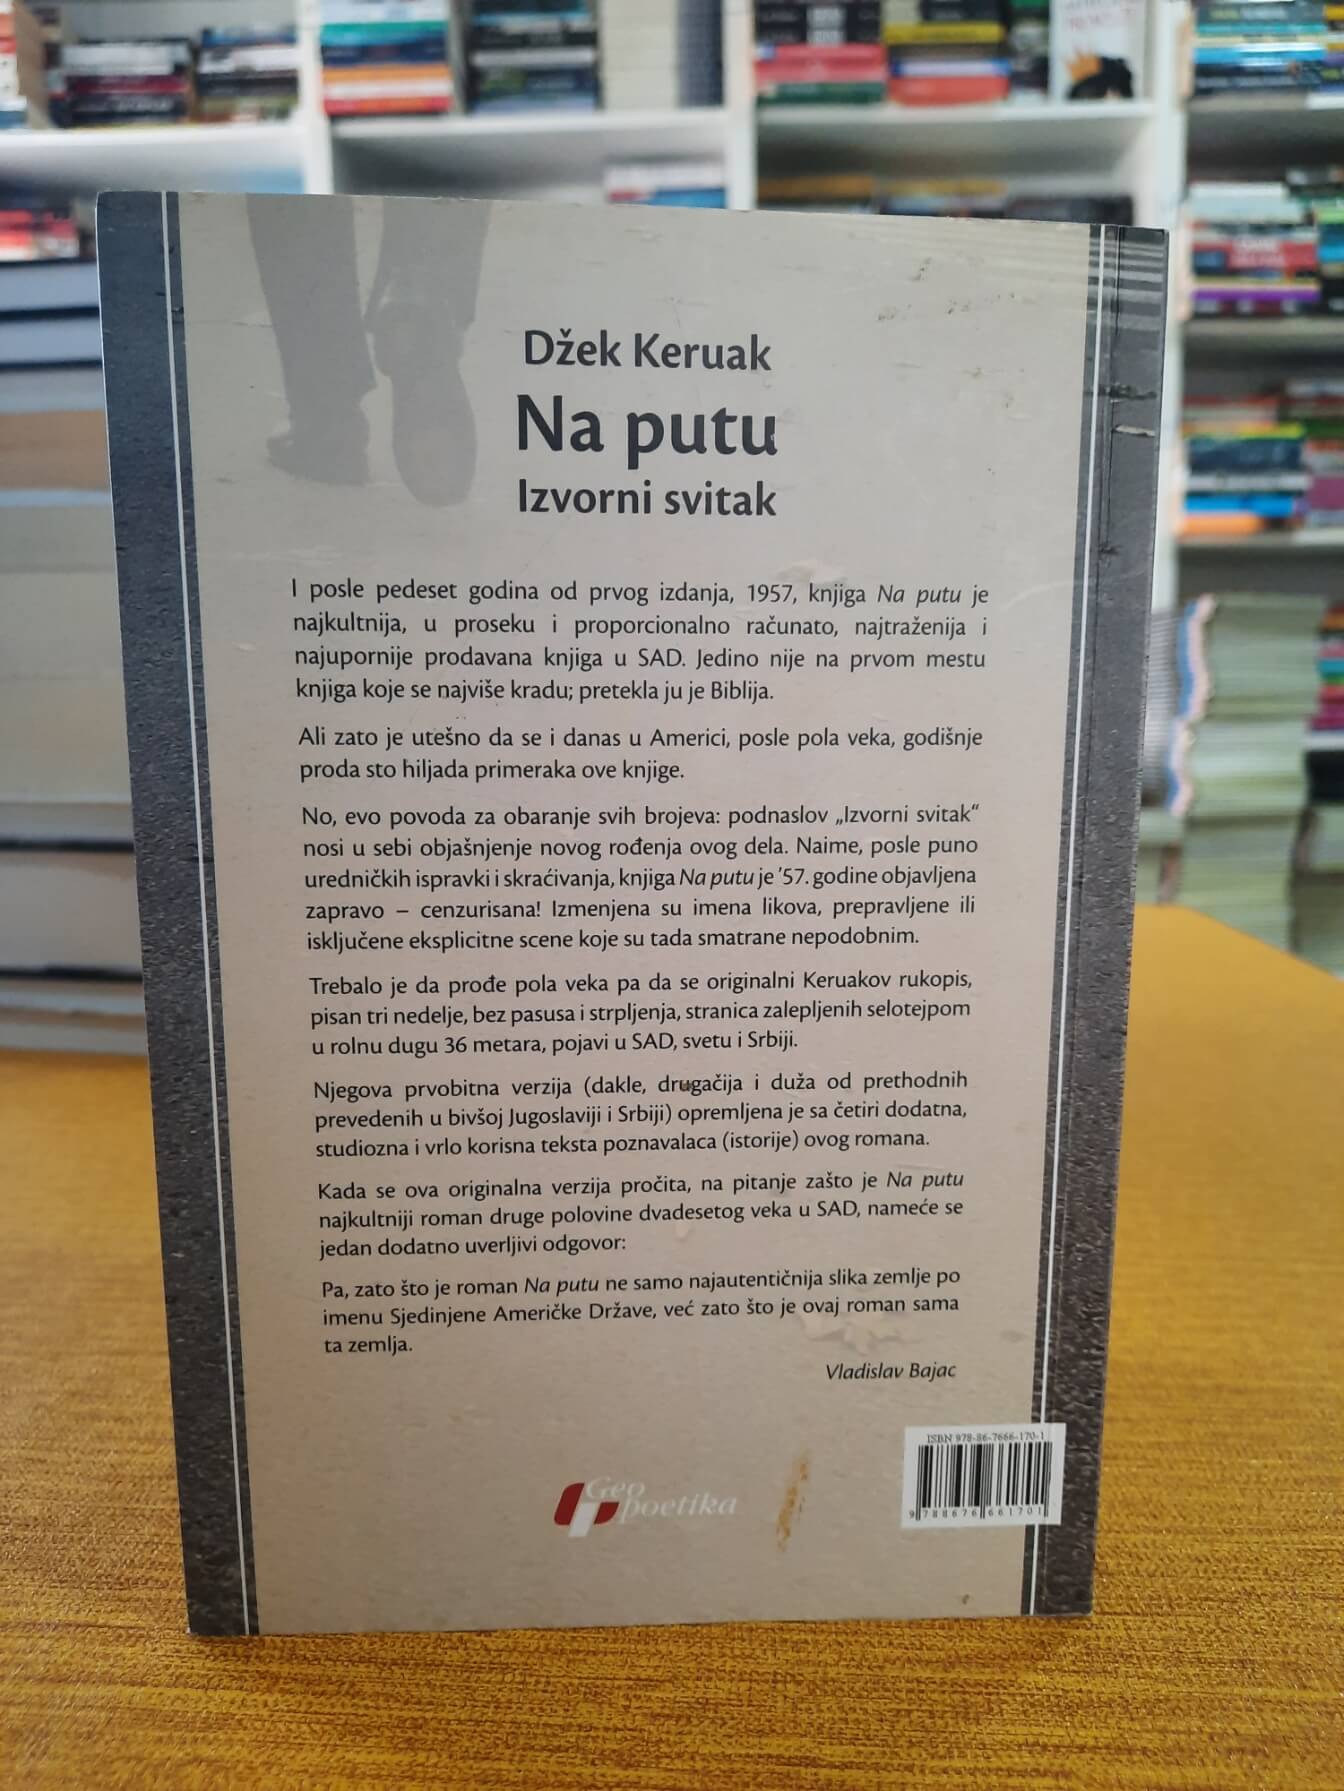 Džek Keruak
Na putu
Izvorni svitak
I posle pedeset godina od prvog izdanja, 1957, knjiga Na putu je
najkultnija, u proseku i proporcionalno računato, najtraženija i
najupornije prodavana knjiga u SAD. Jedino nije na prvom mestu
knjiga koje se najviše kradu; pretekla ju je Biblija.
Ali zato je utešno da se i danas u Americi, posle pola veka, godišnje
proda sto hiljada primeraka ove knjige.
No, evo povoda za obaranje svih brojeva: podnaslov „Izvorni svitak“
nosi u sebi objašnjenje novog rođenja ovog dela. Naime, posle puno
uredničkih ispravki i skraćivanja, knjiga Na putu je ’57. godine objavljena
zapravo – cenzurisana! Izmenjena su imena likova, prepravljene ili
isključene eksplicitne scene koje su tada smatrane nepodobnim.
Trebalo je da prođe pola veka pa da se originalni Keruakov rukopis,
pisan tri nedelje, bez pasusa i strpljenja, stranica zalepljenih selotejpom
u rolnu dugu 36 metara, pojavi u SAD, svetu i Srbiji.
Njegova prvobitna verzija (dakle, drugačija i duža od prethodnih
prevedenih u bivšoj Jugoslaviji i Srbiji) opremljena je sa četiri dodatna,
studiozna i vrlo korisna teksta poznavalaca (istorije) ovog romana.
Kada se ova originalna verzija pročita, na pitanje zašto je Na putu
najkultniji roman druge polovine dvadesetog veka u SAD, nameće se
jedan dodatno uverljivi odgovor:
Pa, zato što je roman Na putu ne samo najautentičnija slika zemlje po
imenu Sjedinjene Američke Države, već zato što je ovaj roman sama
ta zemlja.
Vladislav Bajac
ISBN 978-86-7666-170-1
9 788676 661701
Geo
poetika